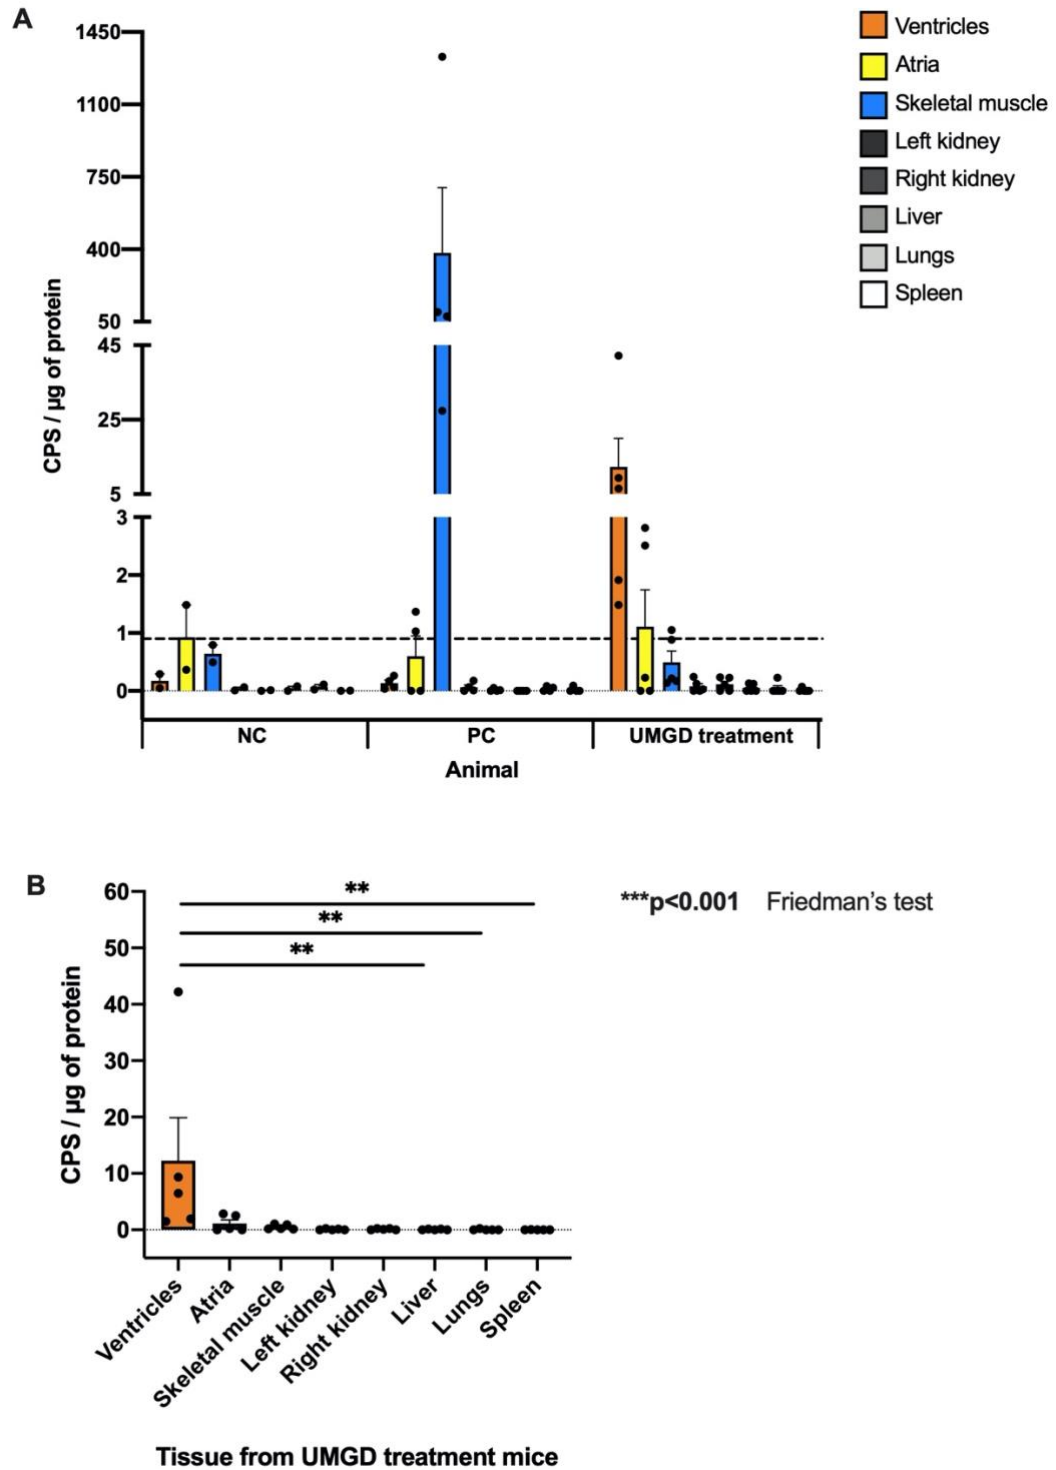 A
Ventricles
Atria
Skeletal muscle
Left kidney
Right kidney
Liver
Lungs
Spleen
CPS / μg of protein
1450
1100
750
400
50
45
25
5
3
2
1
0
NC PC UMGD treatment
Animal
B
***p<0.001 Friedman’s test
CPS / μg of protein
60
50
40
30
20
10
0
**
**
**
Ventricles
Atria
Skeletal muscle
Left kidney
Right kidney
Liver
Lungs
Spleen
Tissue from UMGD treatment mice